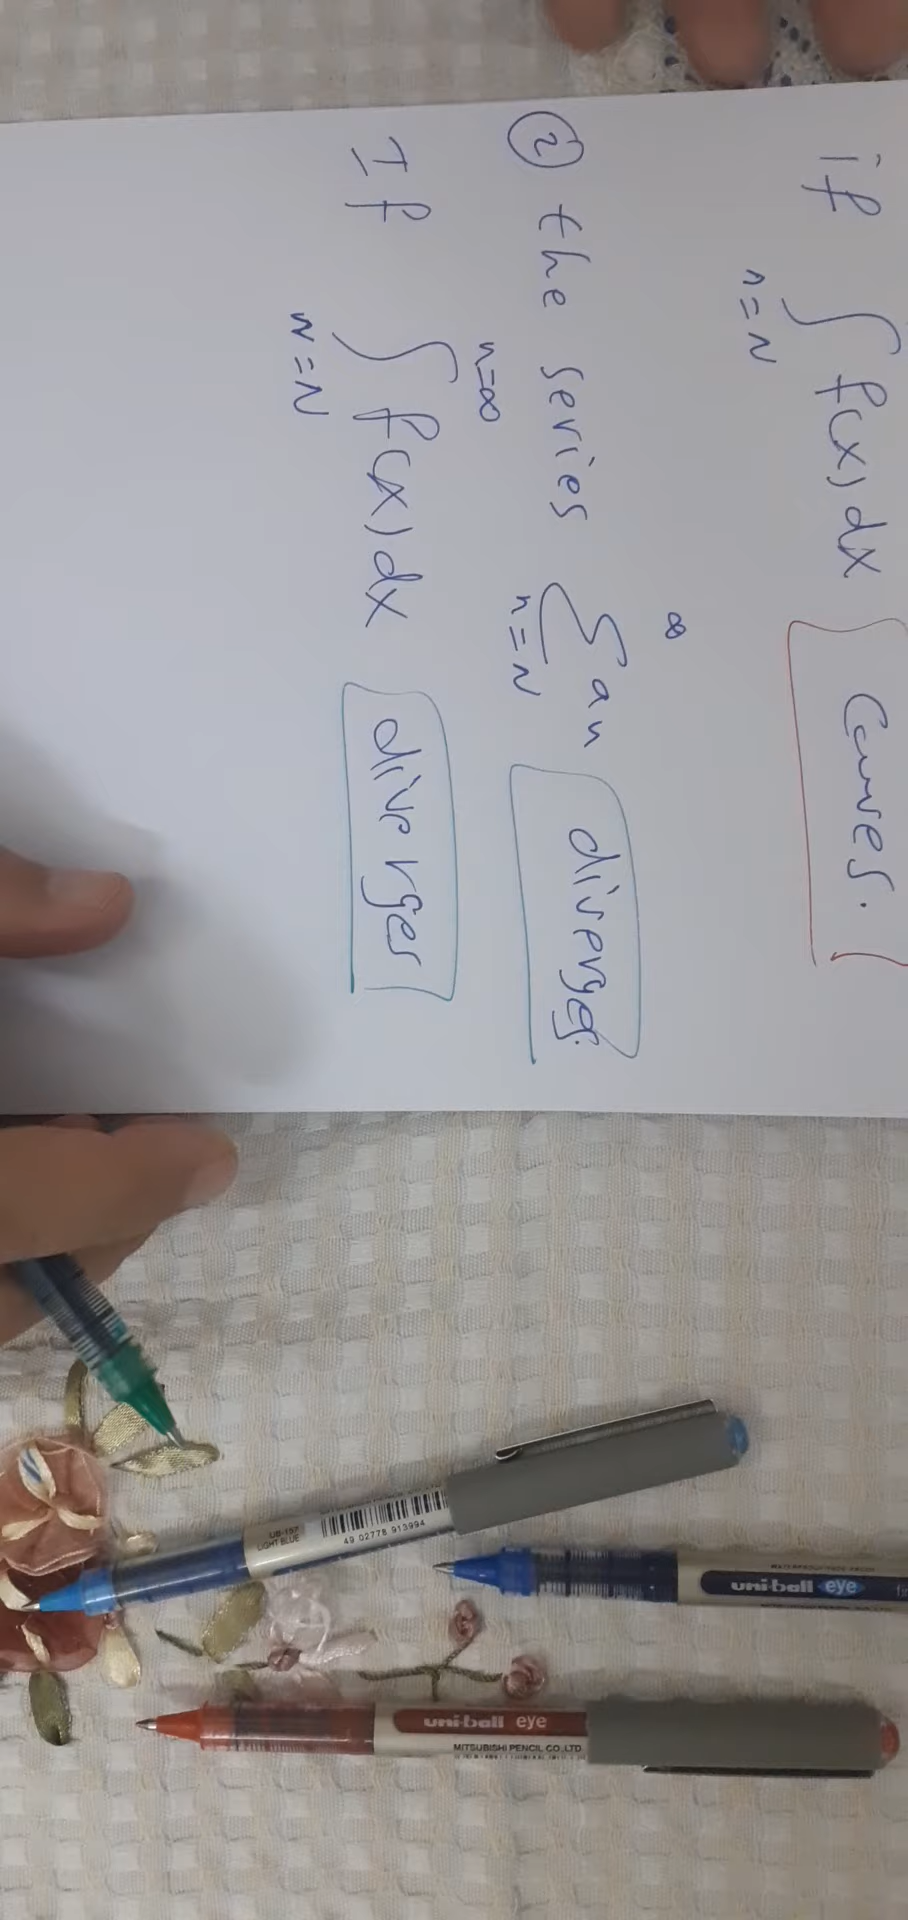 if ∫ f(x) dx Conves.
n=N
② the series ∞ Σ an diverges.
n=N
n=∞
If ∫ f(x) dx diverges
n=N
UB-157
LIGHT BLUE
49 02778 913994
uni-ball eye
uni-ball eye
MITSUBISHI PENCIL CO.,LTD